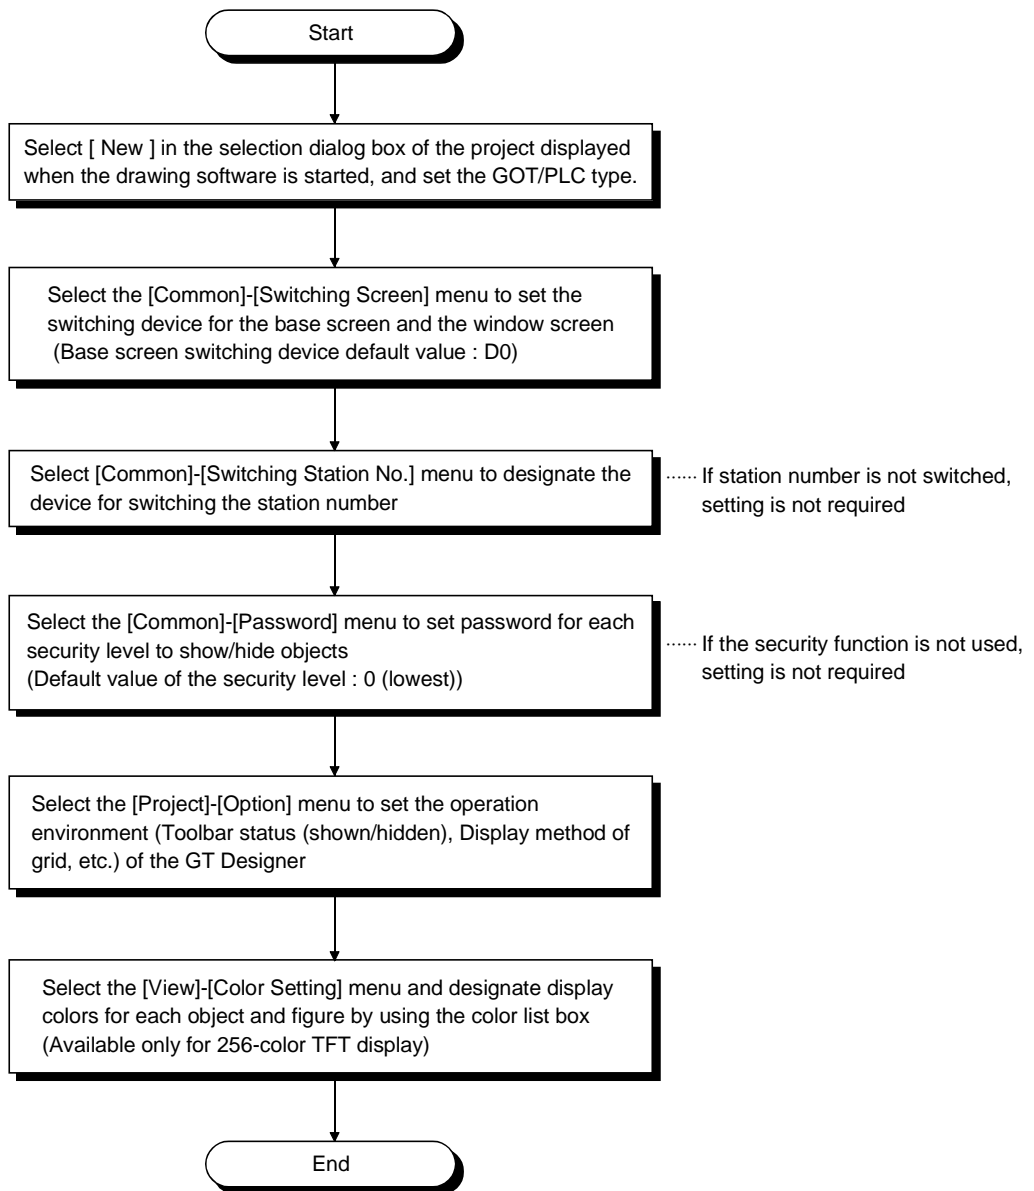 Start
Select [ New ] in the selection dialog box of the project displayed
when the drawing software is started, and set the GOT/PLC type.
Select the [Common]-[Switching Screen] menu to set the
switching device for the base screen and the window screen
(Base screen switching device default value : D0)
Select [Common]-[Switching Station No.] menu to designate the
device for switching the station number
If station number is not switched,
setting is not required
Select the [Common]-[Password] menu to set password for each
security level to show/hide objects
(Default value of the security level : 0 (lowest))
If the security function is not used,
setting is not required
Select the [Project]-[Option] menu to set the operation
environment (Toolbar status (shown/hidden), Display method of
grid, etc.) of the GT Designer
Select the [View]-[Color Setting] menu and designate display
colors for each object and figure by using the color list box
(Available only for 256-color TFT display)
End